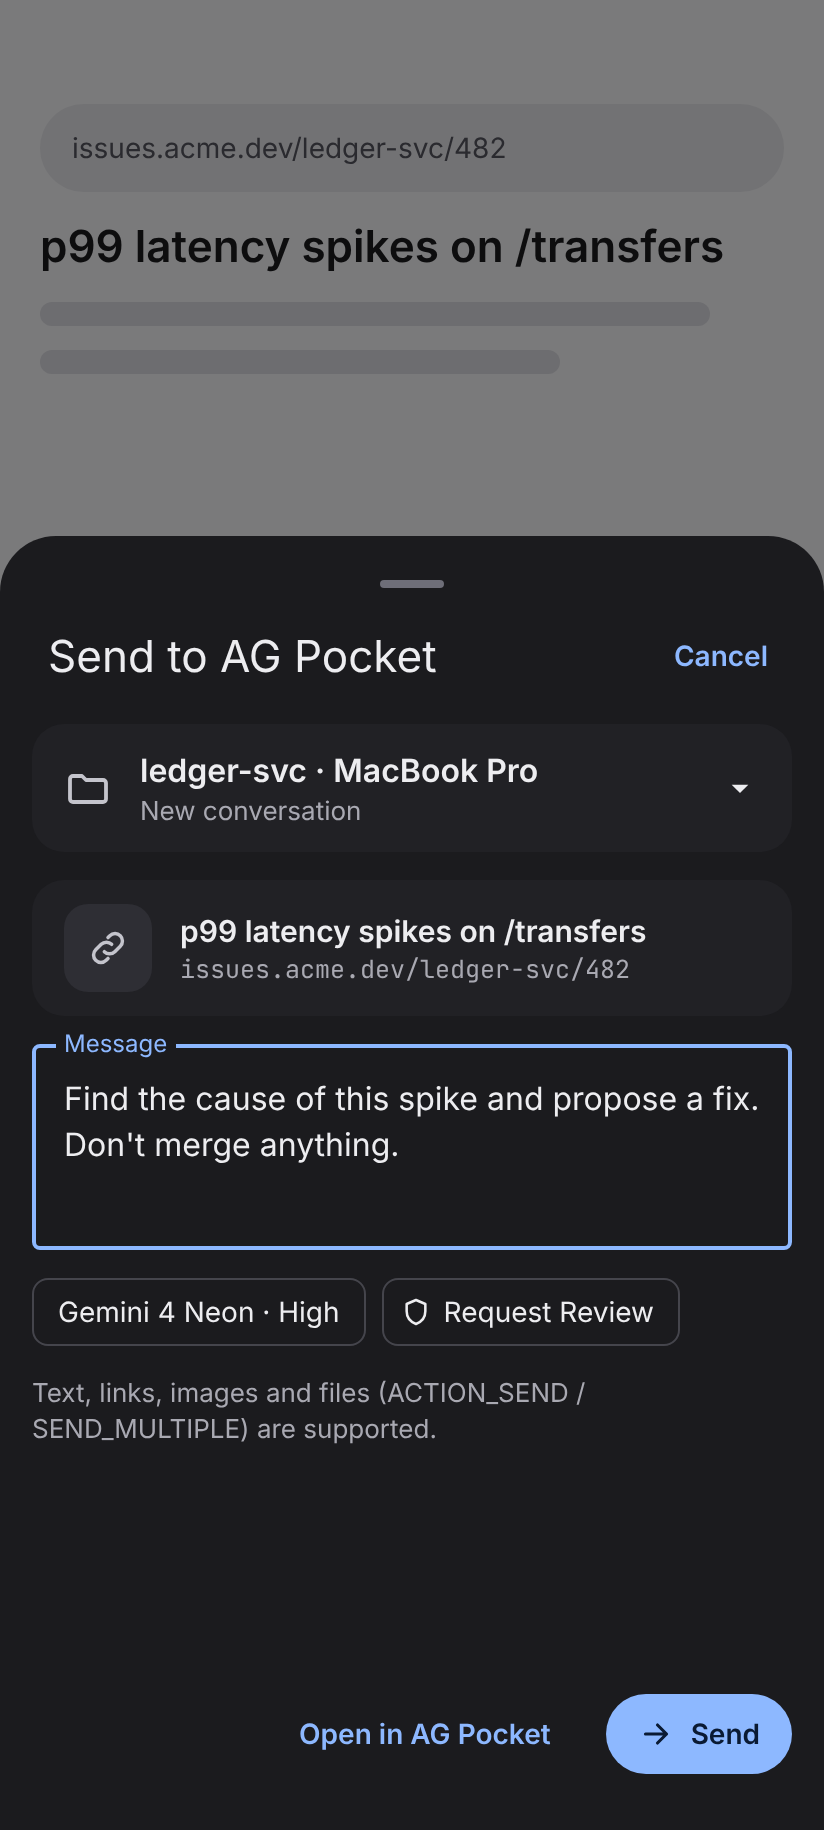 issues.acme.dev/ledger-svc/482
p99 latency spikes on /transfers
Send to AG Pocket
Cancel
ledger-svc · MacBook Pro
New conversation
p99 latency spikes on /transfers
issues.acme.dev/ledger-svc/482
Message
Find the cause of this spike and propose a fix.
Don't merge anything.
Gemini 4 Neon · High
Request Review
Text, links, images and files (ACTION_SEND /
SEND_MULTIPLE) are supported.
Open in AG Pocket
Send